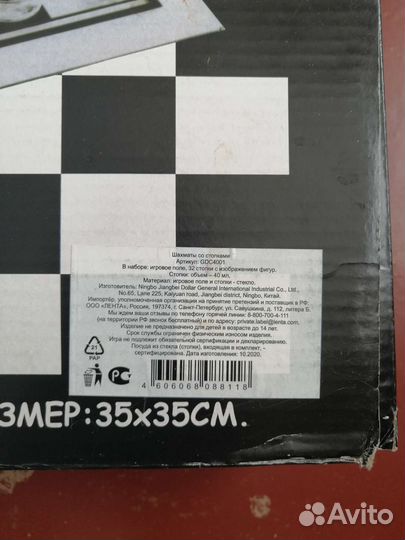 Шахматы со стопками
Артикул: GDC4001
В наборе: игровое поле, 32 стопки с изображением фигур.
Стопки: объем – 40 мл,
Материал: игровое поле и стопки - стекло.
Изготовитель: Ningbo Jiangbei Dollar General International Industrial Co., Ltd.,
No.65, Lane 225, Kaiyuan road, Jiangbei district, Ningbo, Китай.
Импортёр, уполномоченная организация на принятие претензий и поставщик в РФ:
ООО «ЛЕНТА», Россия, 197374, г. Санкт-Петербург, ул. Савушкина, д. 112, литера Б.
Мы ждем ваши отзывы по телефону горячей линии: 8-800-700-4-111
(на территории РФ звонок бесплатный) и private.label@lenta.com.
Изделие не предназначено для детей в возрасте до 14 лет.
Срок службы ограничен физическим износом изделия.
Игра не подлежит обязательной сертификации и декларированию.
Посуда из стекла (стопки), входящая в комплект, -
сертифицирована. Дата изготовления: 10.2020.
21
PAP
4 606068 088118
ЗМЕР:35х35СМ.
Avito